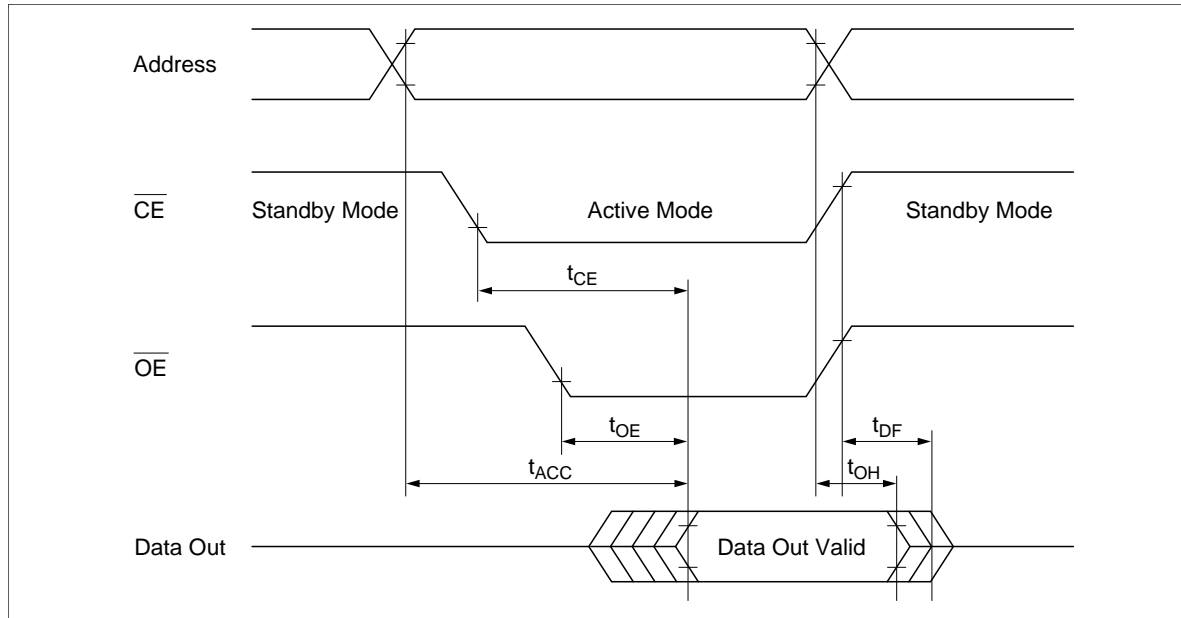 Address
CE
Standby Mode
Active Mode
Standby Mode
tCE
OE
tOE
tDF
tACC
tOH
Data Out
Data Out Valid